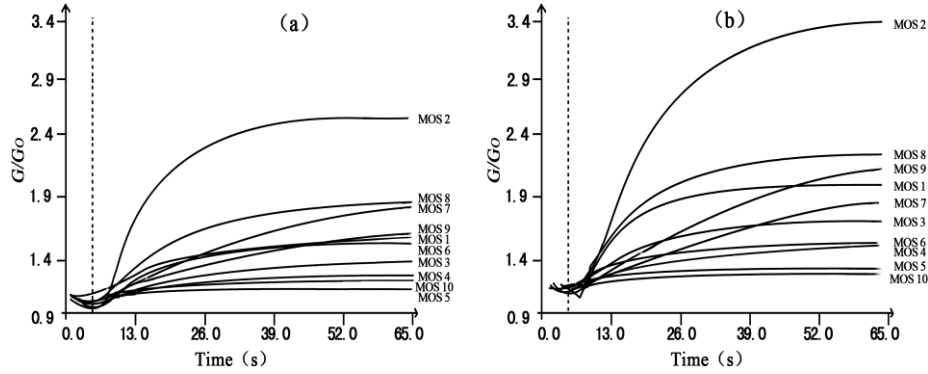 (a)
3.4
2.9
2.4
1.9
1.4
0.9
G/Go
MOS 2
MOS 8
MOS 7
MOS 9
MOS 1
MOS 6
MOS 3
MOS 4
MOS 10
MOS 5
0.0 13.0 26.0 39.0 52.0 65.0
Time (s)
(b)
3.4
2.9
2.4
1.9
1.4
0.9
G/Go
MOS 2
MOS 8
MOS 9
MOS 1
MOS 7
MOS 3
MOS 6
MOS 4
MOS 5
MOS 10
0.0 13.0 26.0 39.0 52.0 65.0
Time (s)